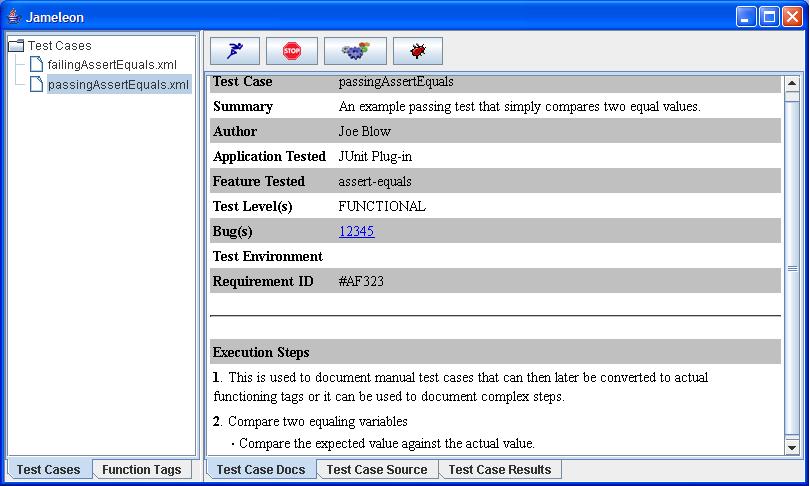 Jameleon
Test Cases
failingAssertEquals.xml
passingAssertEquals.xml
STOP
Test Case passingAssertEquals
Summary An example passing test that simply compares two equal values.
Author Joe Blow
Application Tested JUnit Plug-in
Feature Tested assert-equals
Test Level(s) FUNCTIONAL
Bug(s) 12345
Test Environment
Requirement ID #AF323
Execution Steps
1. This is used to document manual test cases that can then later be converted to actual
functioning tags or it can be used to document complex steps.
2. Compare two equaling variables
· Compare the expected value against the actual value.
Test Cases Function Tags
Test Case Docs Test Case Source Test Case Results